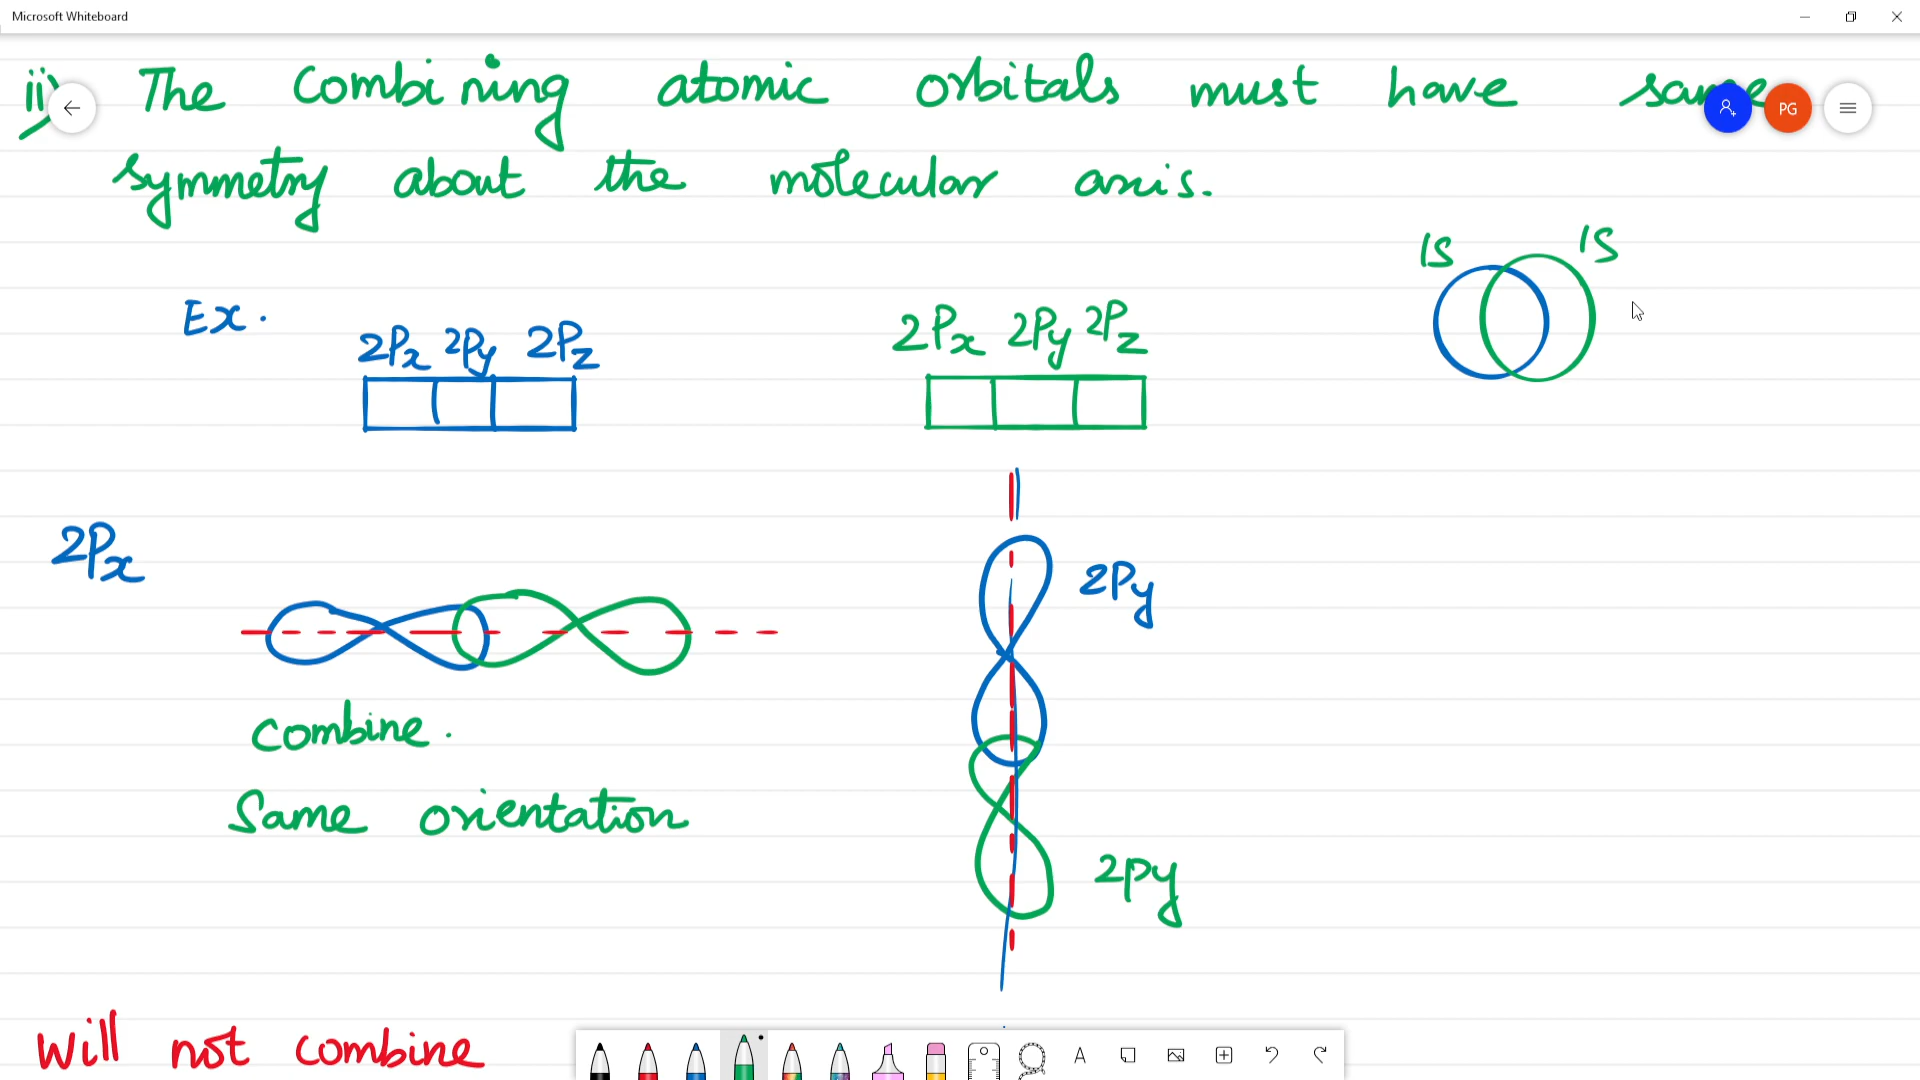 Microsoft Whiteboard
ii) The Combining atomic orbitals must have same
PG
symmetry about the molecular axis.
1S 1S
Ex.
2Px 2Py 2Pz
2Px 2Py 2Pz
2Px
2Py
Combine.
Same orientation
2py
Will not combine
A